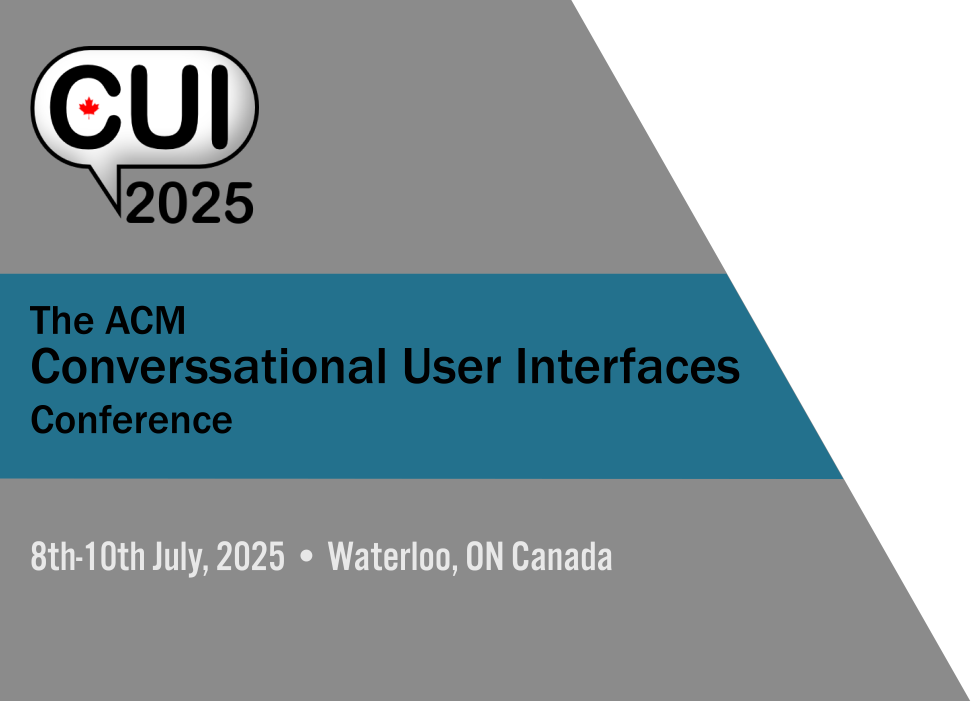 CUI
2025
The ACM
Converssational User Interfaces
Conference
8th-10th July, 2025 • Waterloo, ON Canada